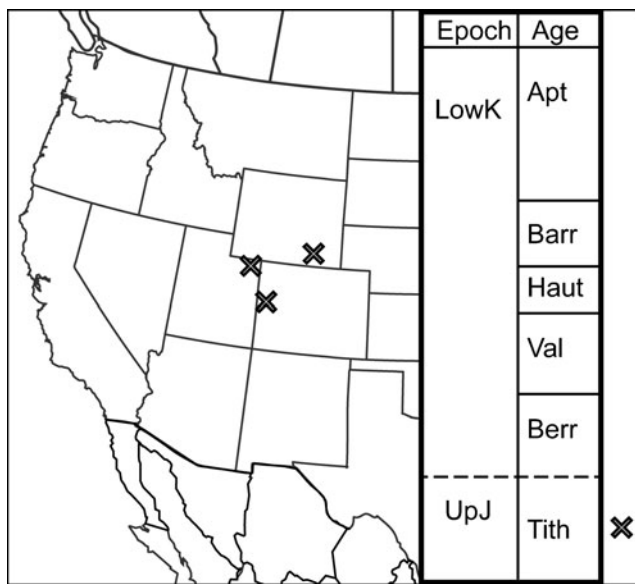 Epoch Age
LowK Apt
Barr
Haut
Val
Berr
UpJ Tith